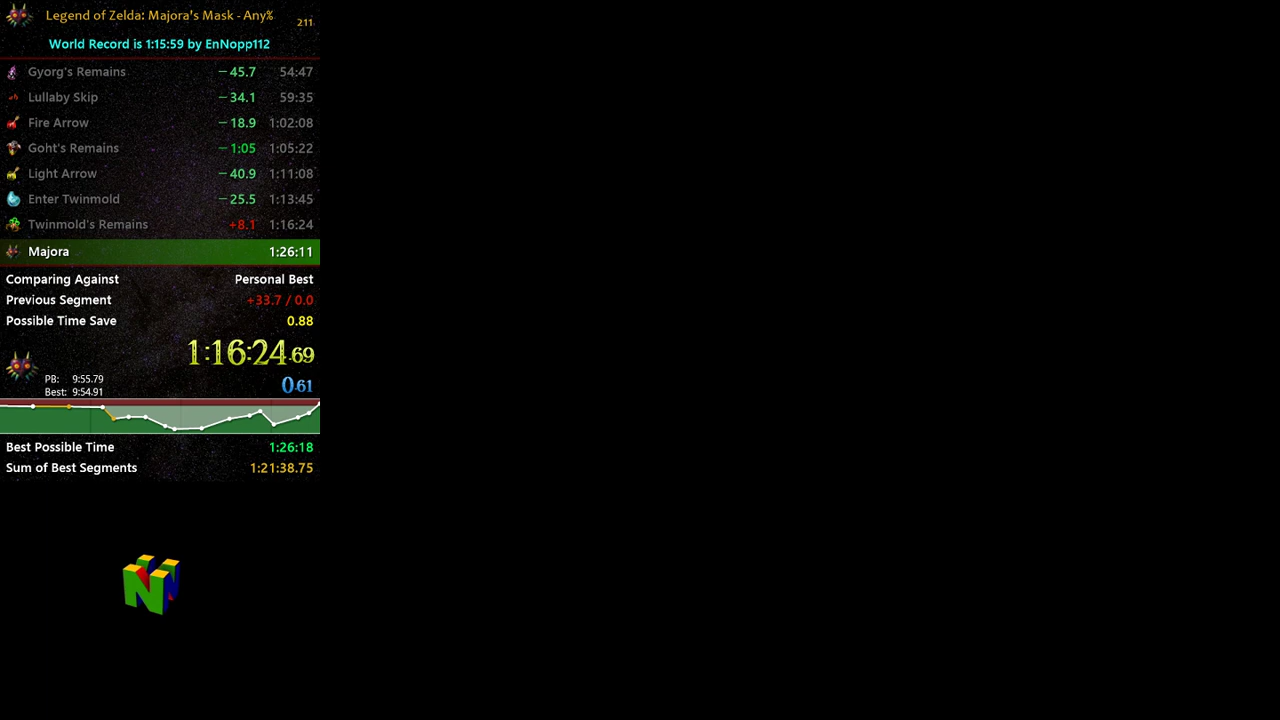 Legend of Zelda: Majora's Mask - Any%
211
World Record is 1:15:59 by EnNopp112
Gyorg's Remains −45.7 54:47
Lullaby Skip −34.1 59:35
Fire Arrow −18.9 1:02:08
Goht's Remains −1:05 1:05:22
Light Arrow −40.9 1:11:08
Enter Twinmold −25.5 1:13:45
Twinmold's Remains +8.1 1:16:24
Majora 1:26:11
Comparing Against Personal Best
Previous Segment +33.7 / 0.0
Possible Time Save 0.88
1:16:24.69
PB: 9:55.79 0.61
Best: 9:54.91
Best Possible Time 1:26:18
Sum of Best Segments 1:21:38.75